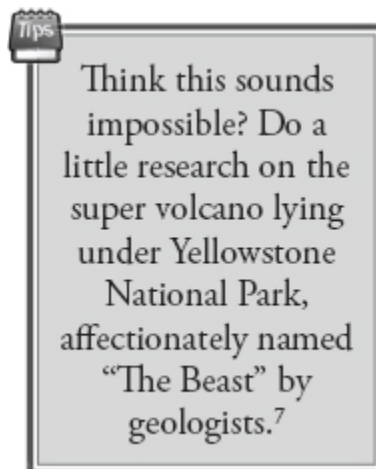 Tips
Think this sounds
impossible? Do a
little research on the
super volcano lying
under Yellowstone
National Park,
affectionately named
“The Beast” by
geologists.⁷